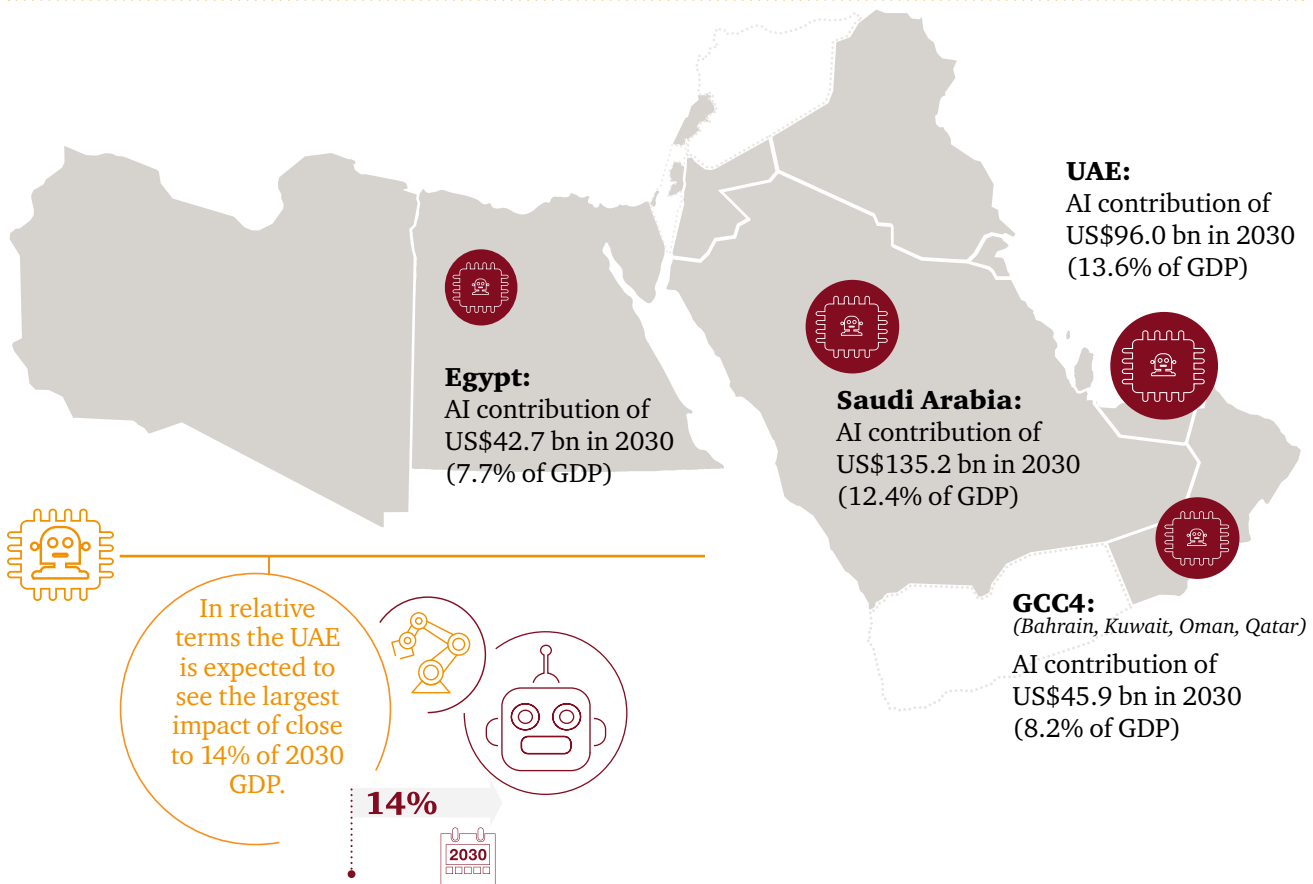 UAE:
AI contribution of
US$96.0 bn in 2030
(13.6% of GDP)
Egypt:
AI contribution of
US$42.7 bn in 2030
(7.7% of GDP)
Saudi Arabia:
AI contribution of
US$135.2 bn in 2030
(12.4% of GDP)
GCC4:
(Bahrain, Kuwait, Oman, Qatar)
AI contribution of
US$45.9 bn in 2030
(8.2% of GDP)
In relative
terms the UAE
is expected to
see the largest
impact of close
to 14% of 2030
GDP.
14%
2030